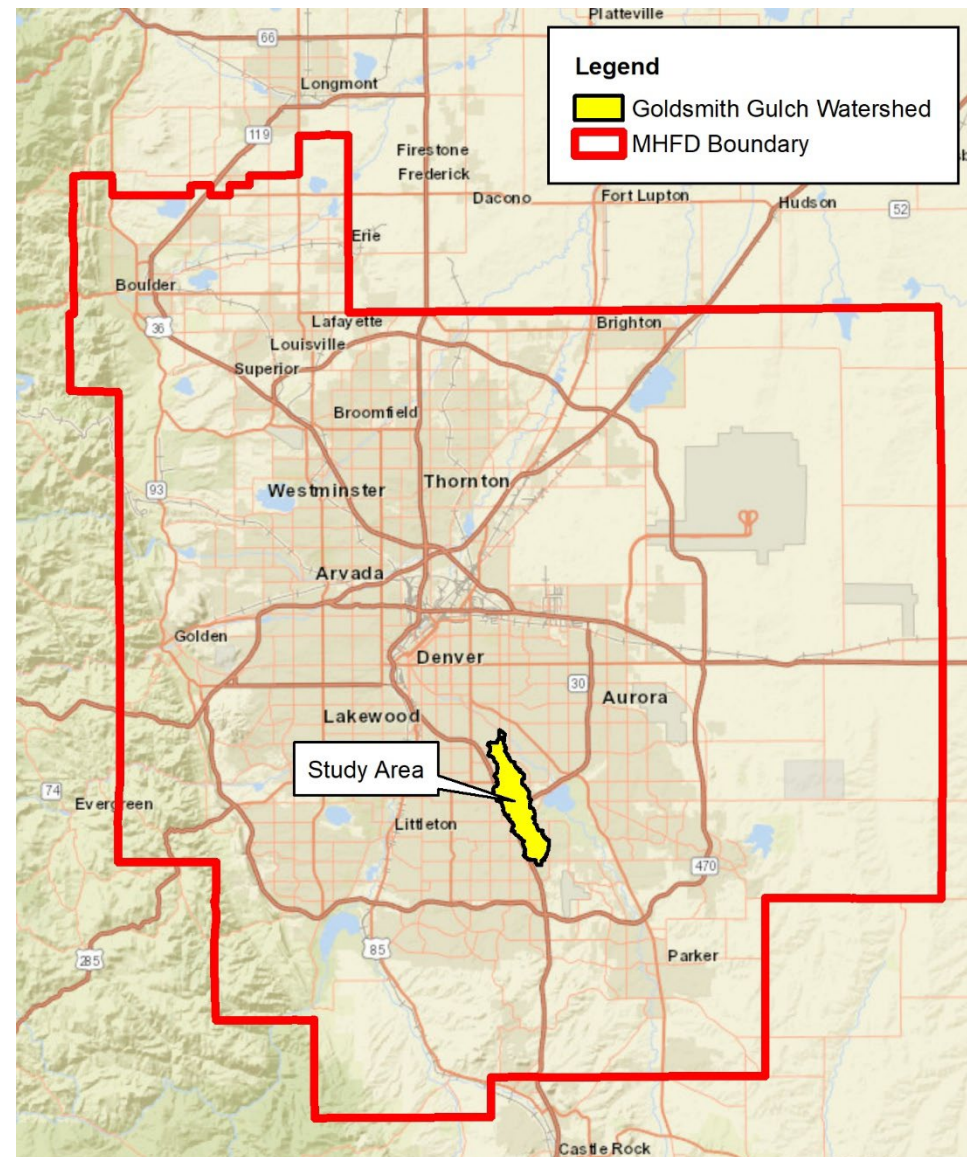 Platteville
66
Legend
Longmont
Goldsmith Gulch Watershed
119
MHFD Boundary
Firestone
Frederick
Dacono
Fort Lupton
Hudson
52
Erie
Boulder
36
Lafayette
Brighton
Louisville
Superior
Broomfield
93
Westminster
Thornton
Arvada
Golden
Denver
30
Aurora
Lakewood
Study Area
74
Evergreen
Littleton
470
85
Parker
285
Castle Rock